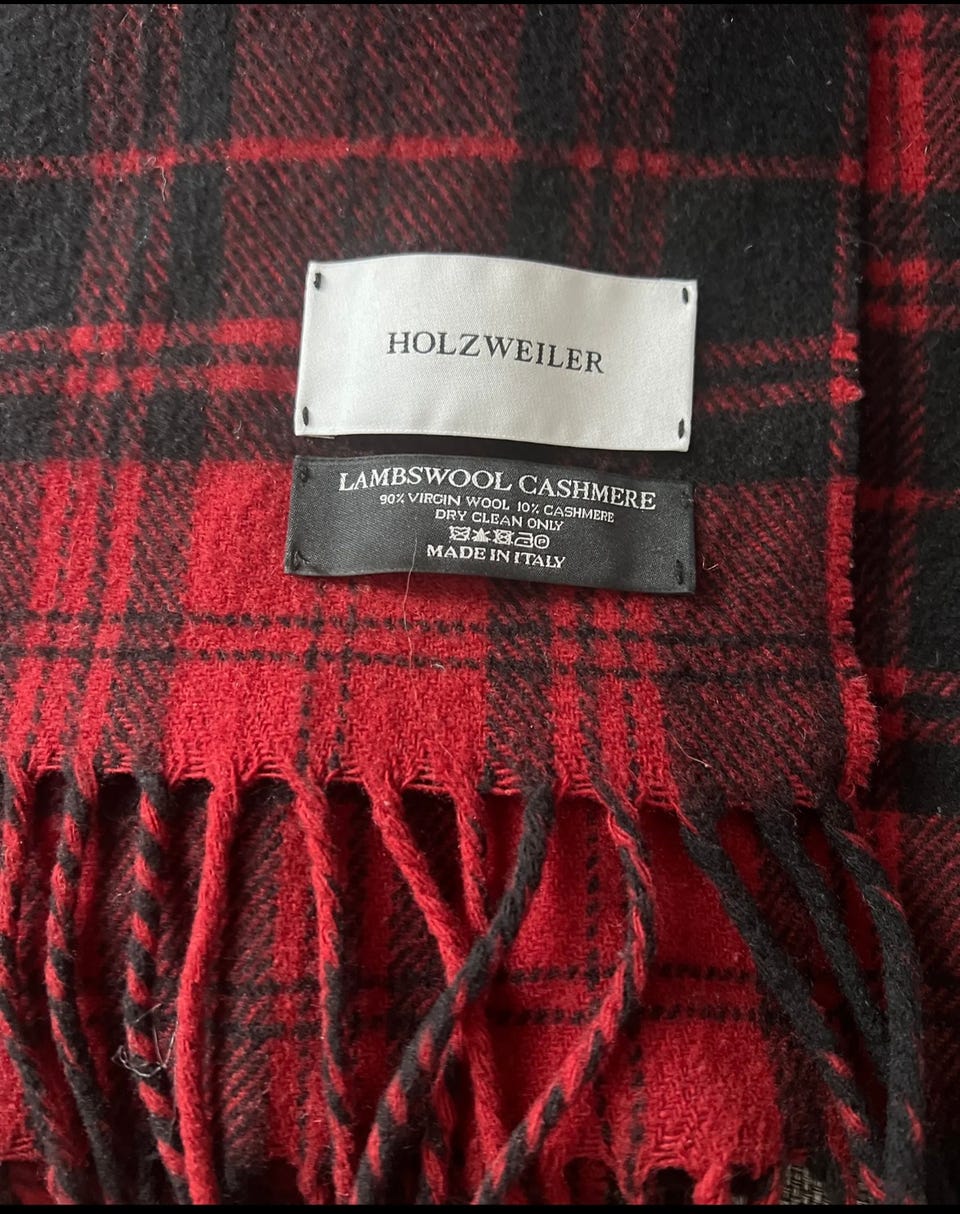 HOLZWEILER
LAMBSWOOL CASHMERE
90% VIRGIN WOOL 10% CASHMERE
DRY CLEAN ONLY
MADE IN ITALY